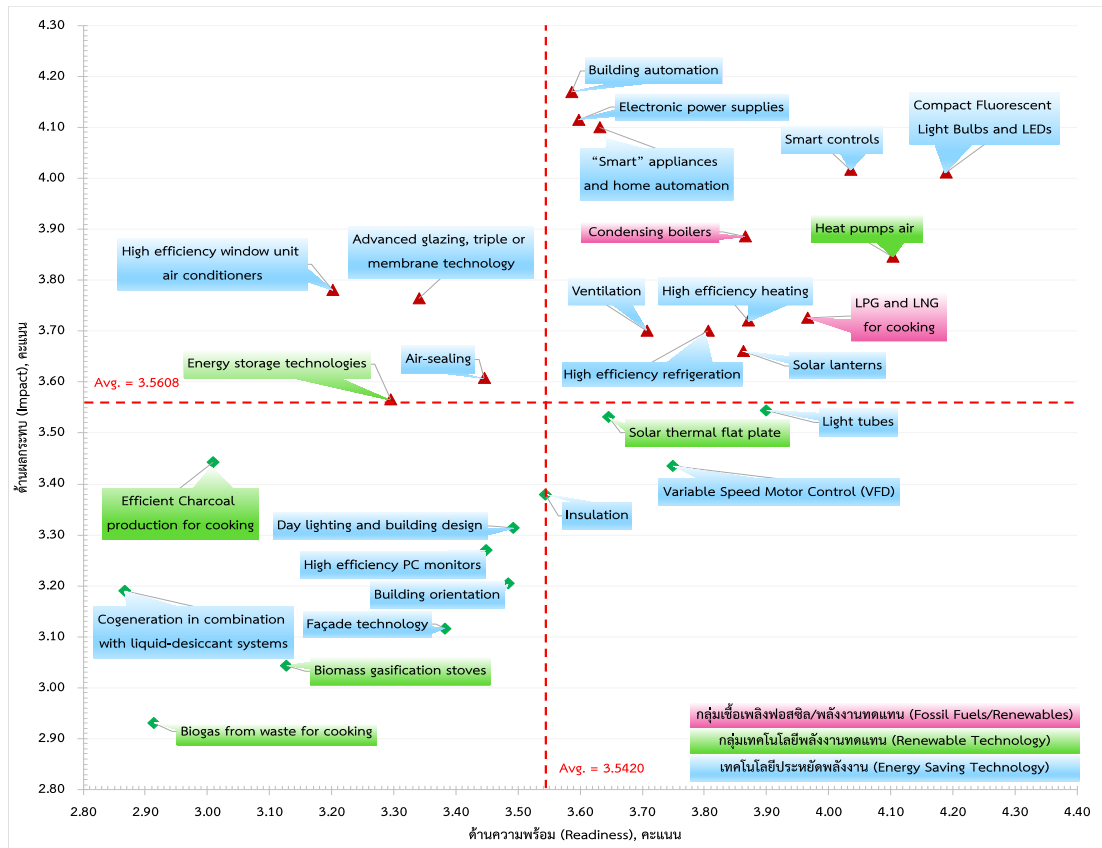 4.30
4.20
4.10
4.00
3.90
3.80
3.70
3.60
3.50
3.40
3.30
3.20
3.10
3.00
2.90
2.80
ด้านผลกระทบ (Impact), คะแนน
Building automation
Electronic power supplies
"Smart" appliances
and home automation
Smart controls
Compact Fluorescent
Light Bulbs and LEDs
Condensing boilers
Heat pumps air
High efficiency window unit
air conditioners
Advanced glazing, triple or
membrane technology
Ventilation
High efficiency heating
LPG and LNG
for cooking
Energy storage technologies
Air-sealing
High efficiency refrigeration
Solar lanterns
Avg. = 3.5608
Solar thermal flat plate
Light tubes
Efficient Charcoal
production for cooking
Variable Speed Motor Control (VFD)
Insulation
Day lighting and building design
High efficiency PC monitors
Building orientation
Cogeneration in combination
with liquid-desiccant systems
Façade technology
Biomass gasification stoves
Biogas from waste for cooking
กลุ่มเชื้อเพลิงฟอสซิล/พลังงานทดแทน (Fossil Fuels/Renewables)
กลุ่มเทคโนโลยีพลังงานทดแทน (Renewable Technology)
เทคโนโลยีประหยัดพลังงาน (Energy Saving Technology)
Avg. = 3.5420
2.80 2.90 3.00 3.10 3.20 3.30 3.40 3.50 3.60 3.70 3.80 3.90 4.00 4.10 4.20 4.30 4.40
ด้านความพร้อม (Readiness), คะแนน